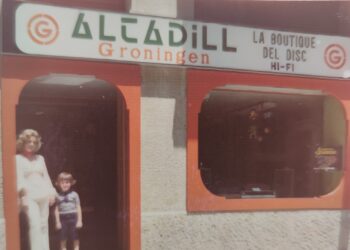 G ALTADiLL
Groningen
LA BOUTIQUE
DEL DISC
HI-FI
G